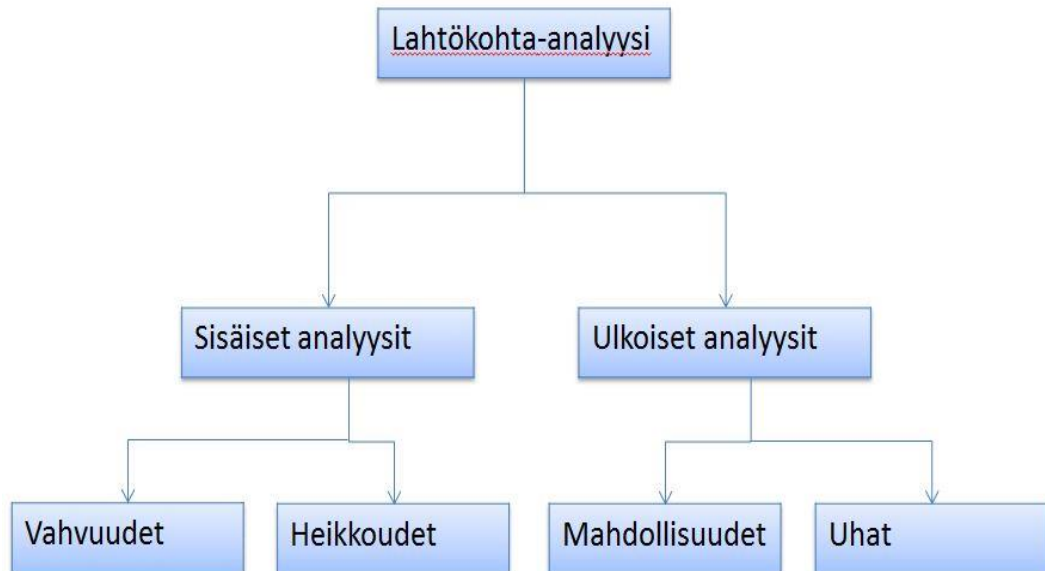 Lahtökohta-analyysi
Sisäiset analyysit
Ulkoiset analyysit
Vahvuudet
Heikkoudet
Mahdollisuudet
Uhat